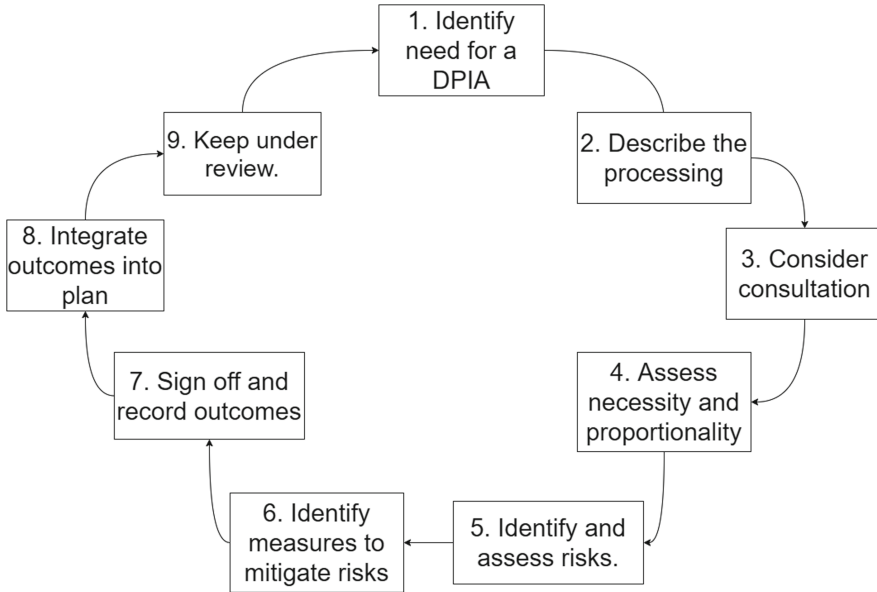 1. Identify
need for a
DPIA
2. Describe the
processing
3. Consider
consultation
4. Assess
necessity and
proportionality
5. Identify and
assess risks.
6. Identify
measures to
mitigate risks
7. Sign off and
record outcomes
8. Integrate
outcomes into
plan
9. Keep under
review.